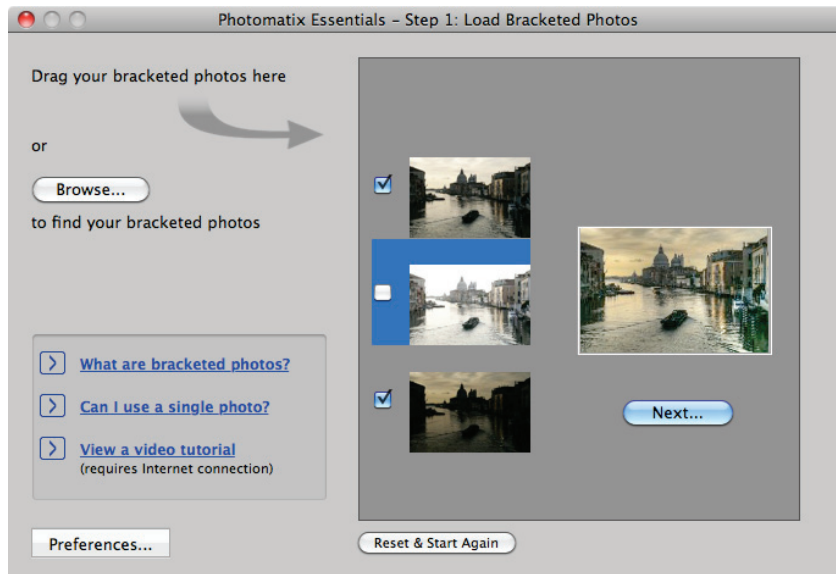 Photomatix Essentials – Step 1: Load Bracketed Photos
Drag your bracketed photos here
or
Browse...
to find your bracketed photos
What are bracketed photos?
Can I use a single photo?
View a video tutorial
(requires Internet connection)
Preferences...
Next...
Reset & Start Again